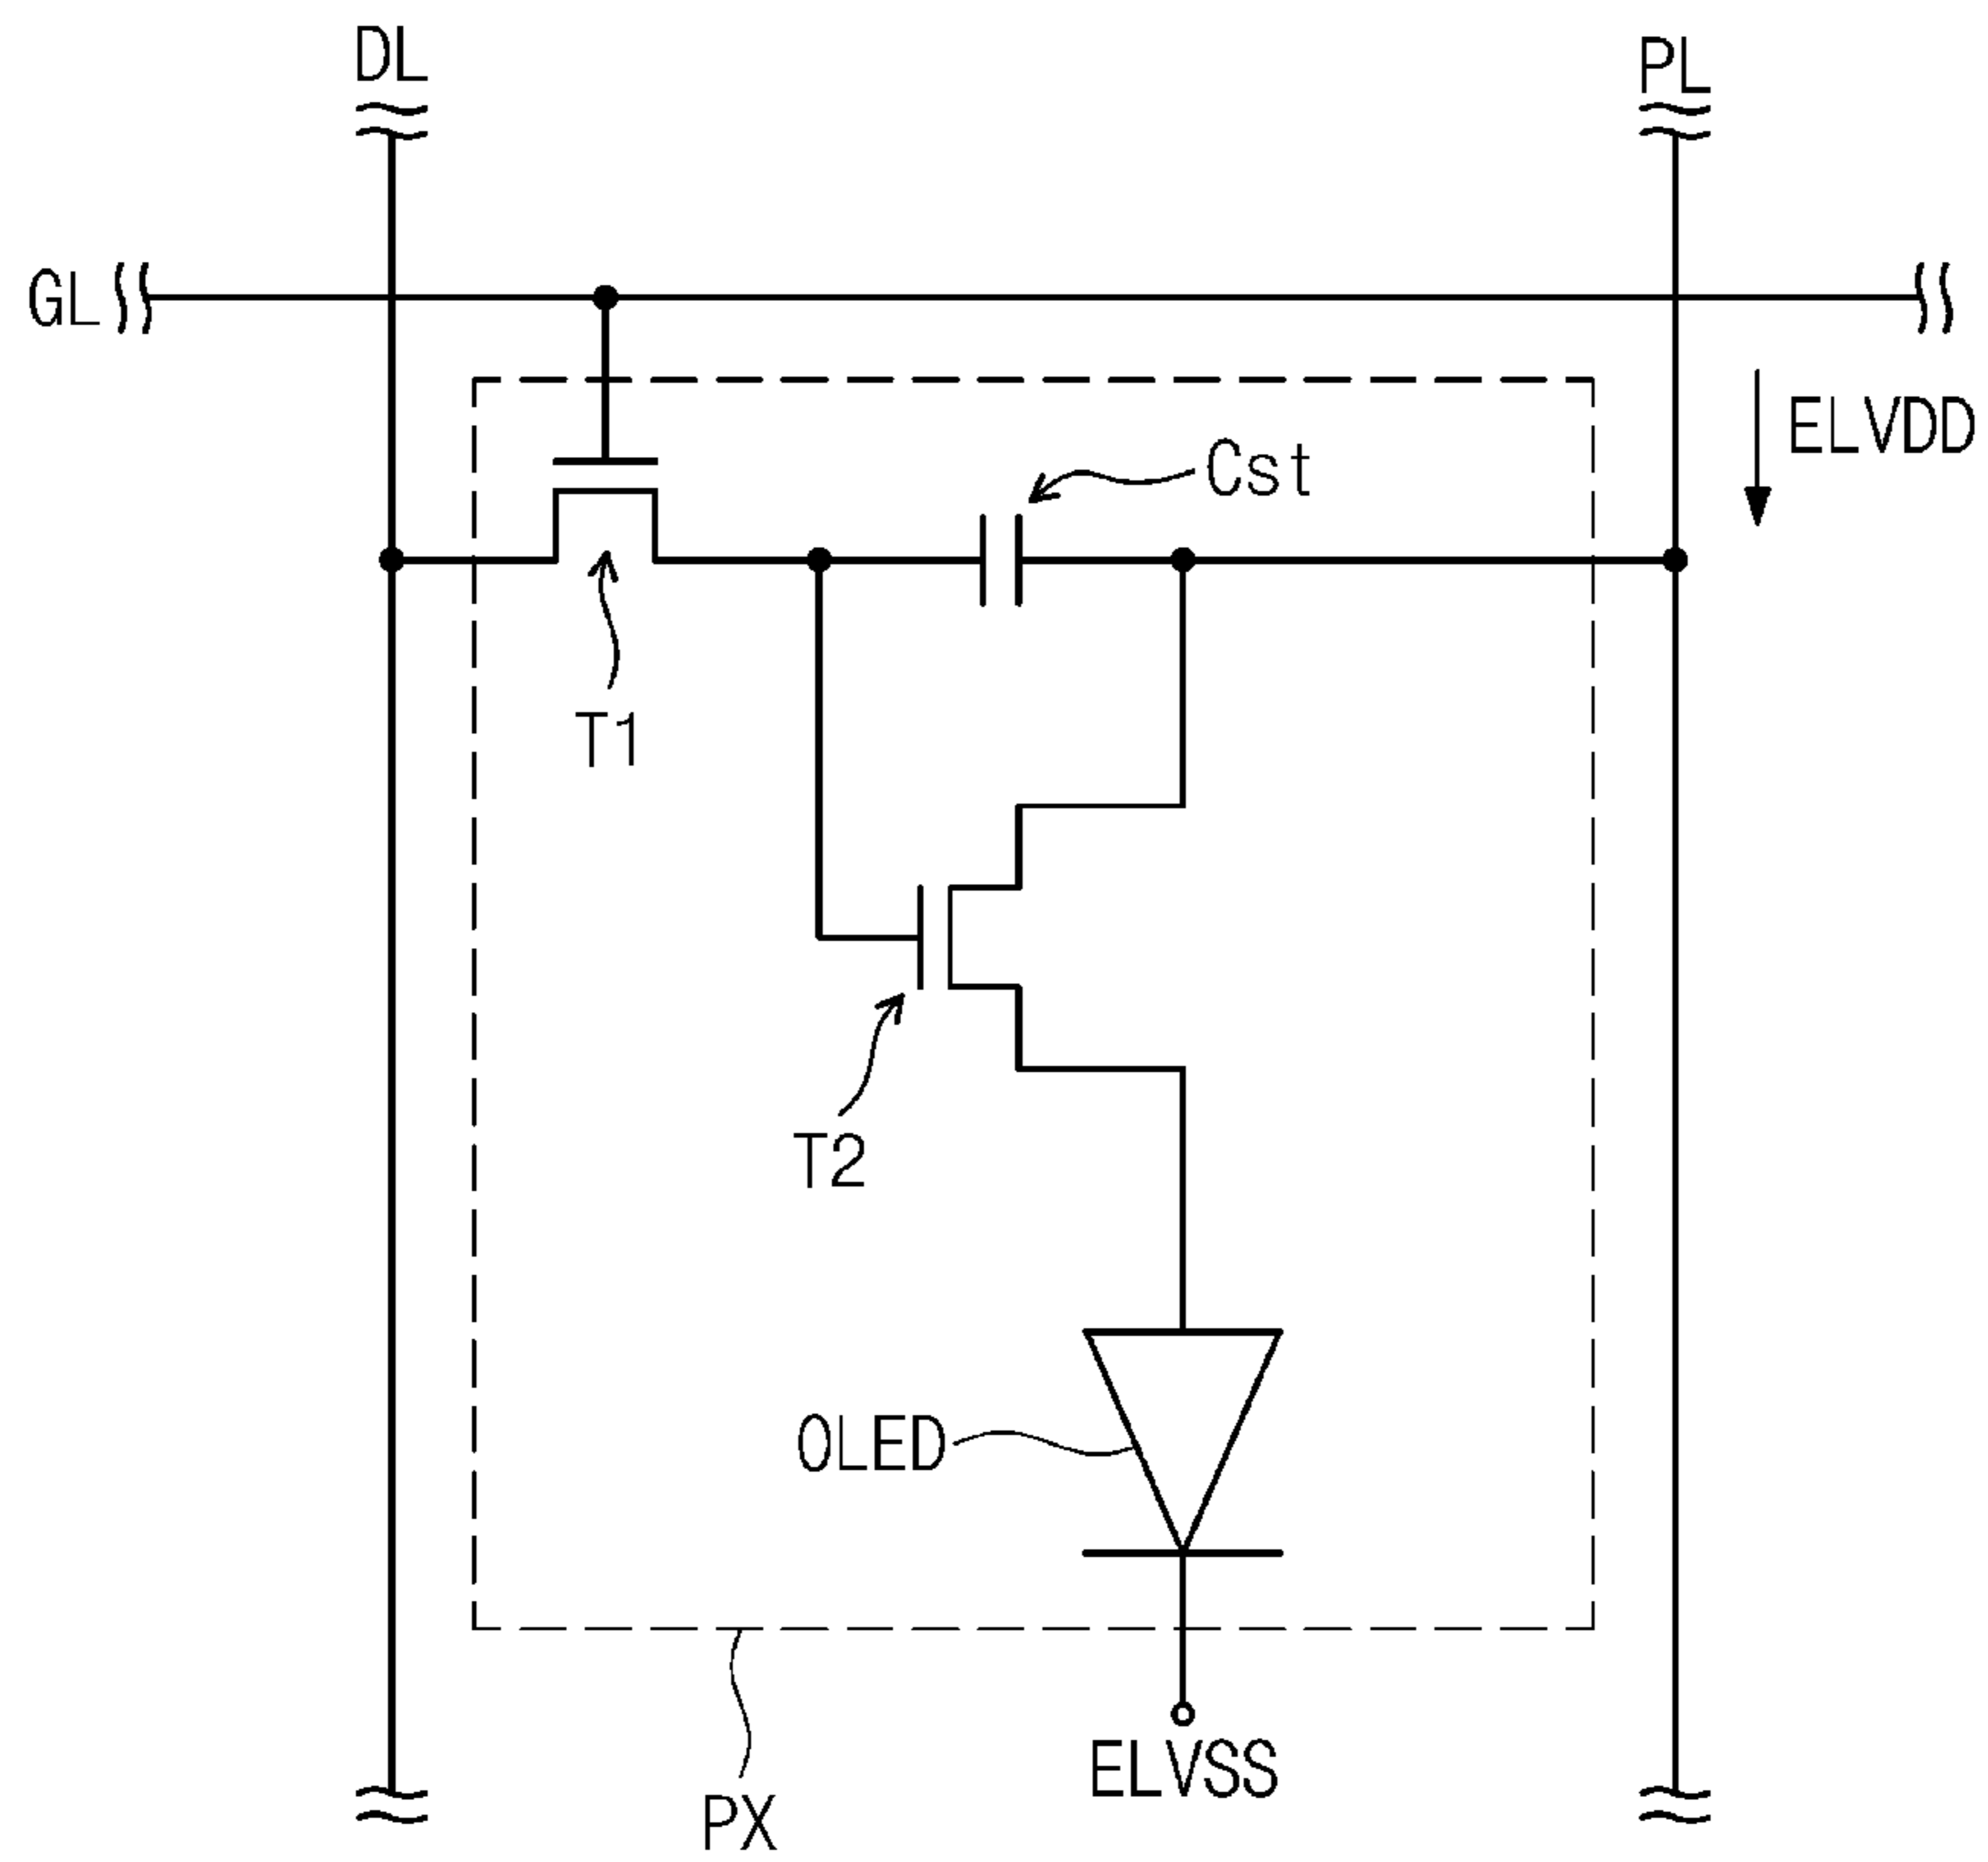 DL
PL
GL
ELVDD
Cst
T1
T2
OLED
ELVSS
PX